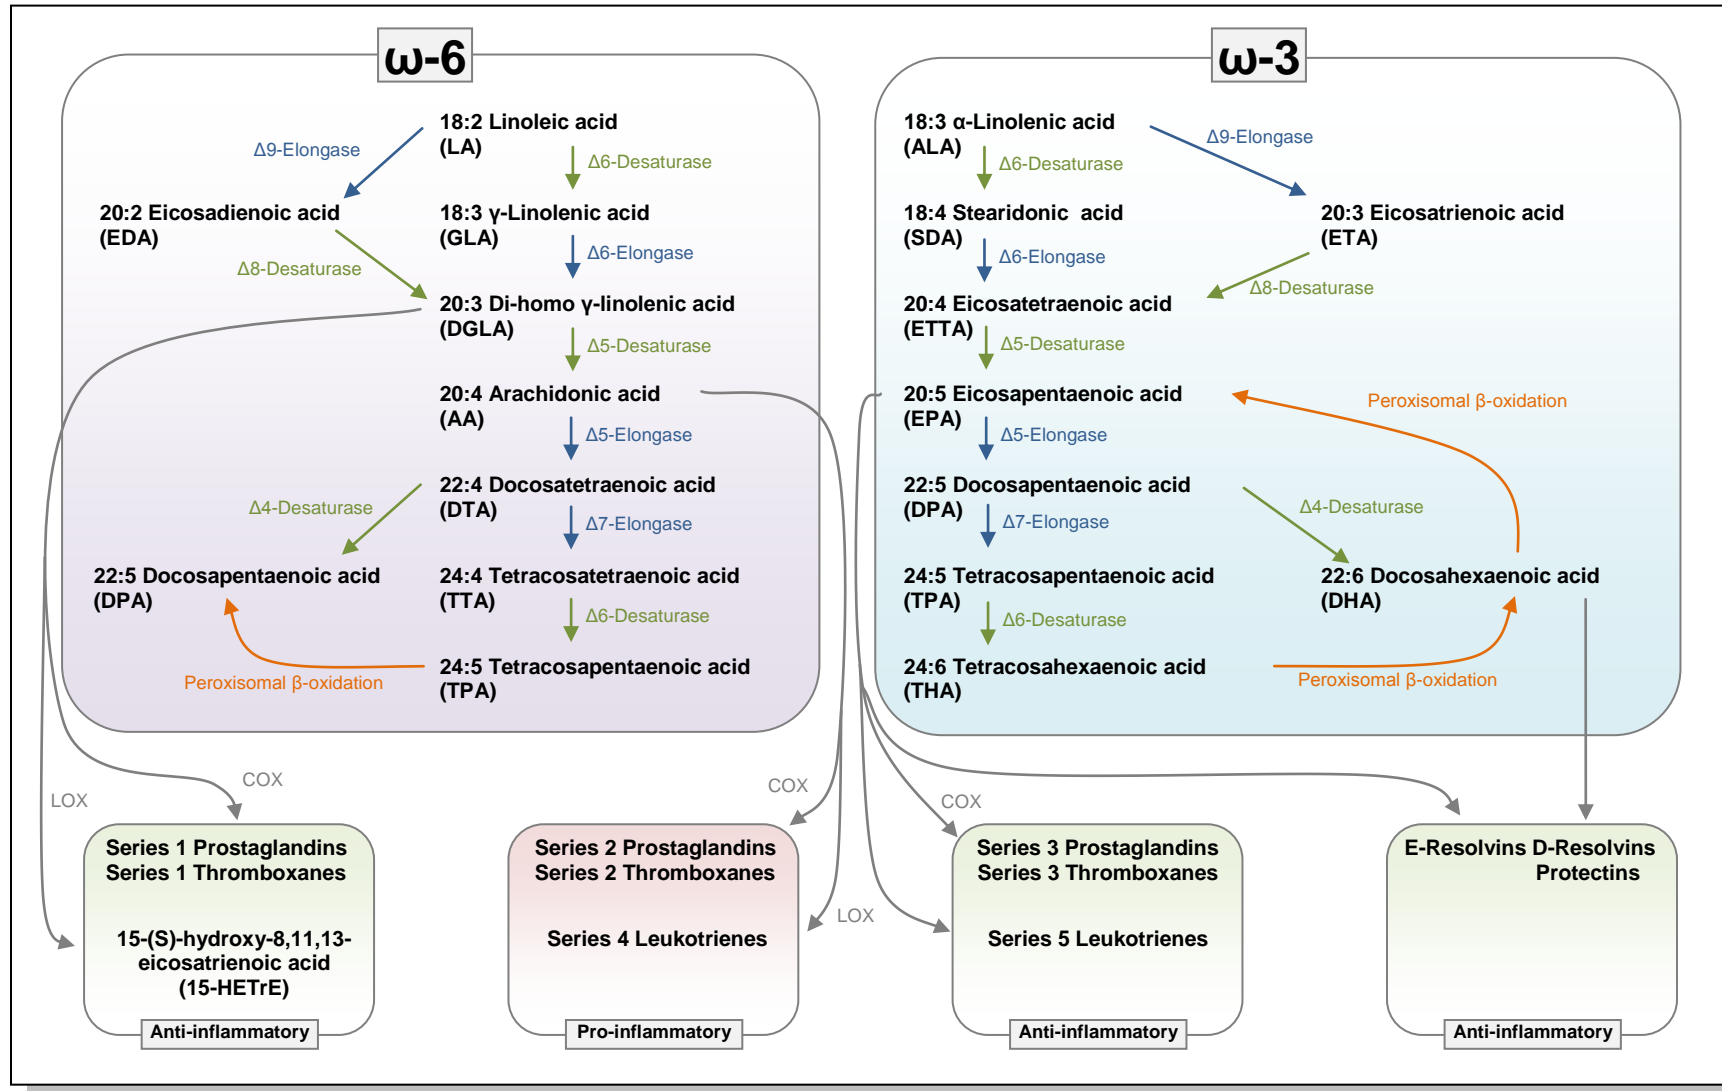 ω-6
18:2 Linoleic acid
(LA)
Δ9-Elongase
Δ6-Desaturase
20:2 Eicosadienoic acid
(EDA)
18:3 γ-Linolenic acid
(GLA)
Δ8-Desaturase
Δ6-Elongase
20:3 Di-homo γ-linolenic acid
(DGLA)
Δ5-Desaturase
20:4 Arachidonic acid
(AA)
Δ5-Elongase
22:4 Docosatetraenoic acid
(DTA)
Δ4-Desaturase
Δ7-Elongase
22:5 Docosapentaenoic acid
(DPA)
24:4 Tetracosatetraenoic acid
(TTA)
Δ6-Desaturase
24:5 Tetracosapentaenoic acid
(TPA)
Peroxisomal β-oxidation
ω-3
18:3 α-Linolenic acid
(ALA)
Δ9-Elongase
Δ6-Desaturase
18:4 Stearidonic acid
(SDA)
20:3 Eicosatrienoic acid
(ETA)
Δ6-Elongase
Δ8-Desaturase
20:4 Eicosatetraenoic acid
(ETTA)
Δ5-Desaturase
20:5 Eicosapentaenoic acid
(EPA)
Peroxisomal β-oxidation
Δ5-Elongase
22:5 Docosapentaenoic acid
(DPA)
Δ4-Desaturase
Δ7-Elongase
24:5 Tetracosapentaenoic acid
(TPA)
22:6 Docosahexaenoic acid
(DHA)
Δ6-Desaturase
24:6 Tetracosahexaenoic acid
(THA)
Peroxisomal β-oxidation
COX
LOX
Series 1 Prostaglandins
Series 1 Thromboxanes
15-(S)-hydroxy-8,11,13-
eicosatrienoic acid
(15-HETrE)
Anti-inflammatory
COX
LOX
Series 2 Prostaglandins
Series 2 Thromboxanes
Series 4 Leukotrienes
Pro-inflammatory
COX
Series 3 Prostaglandins
Series 3 Thromboxanes
Series 5 Leukotrienes
Anti-inflammatory
E-Resolvins D-Resolvins
Protectins
Anti-inflammatory